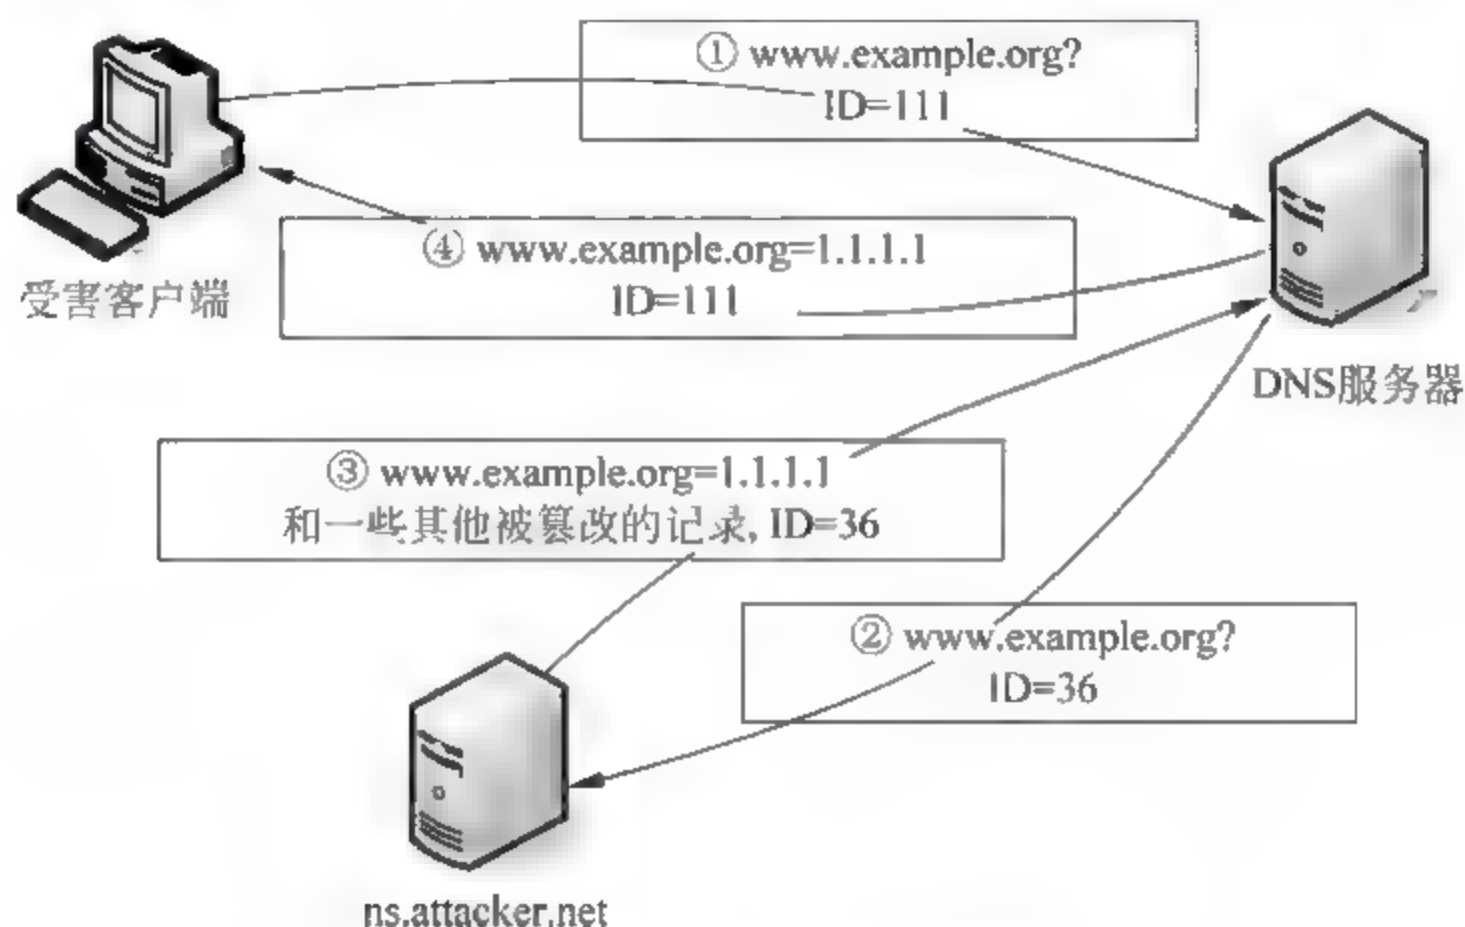 ① www.example.org?
ID=111
④ www.example.org=1.1.1.1
ID=111
受害客户端
DNS服务器
③ www.example.org=1.1.1.1
和一些其他被篡改的记录, ID=36
② www.example.org?
ID=36
ns.attacker.net